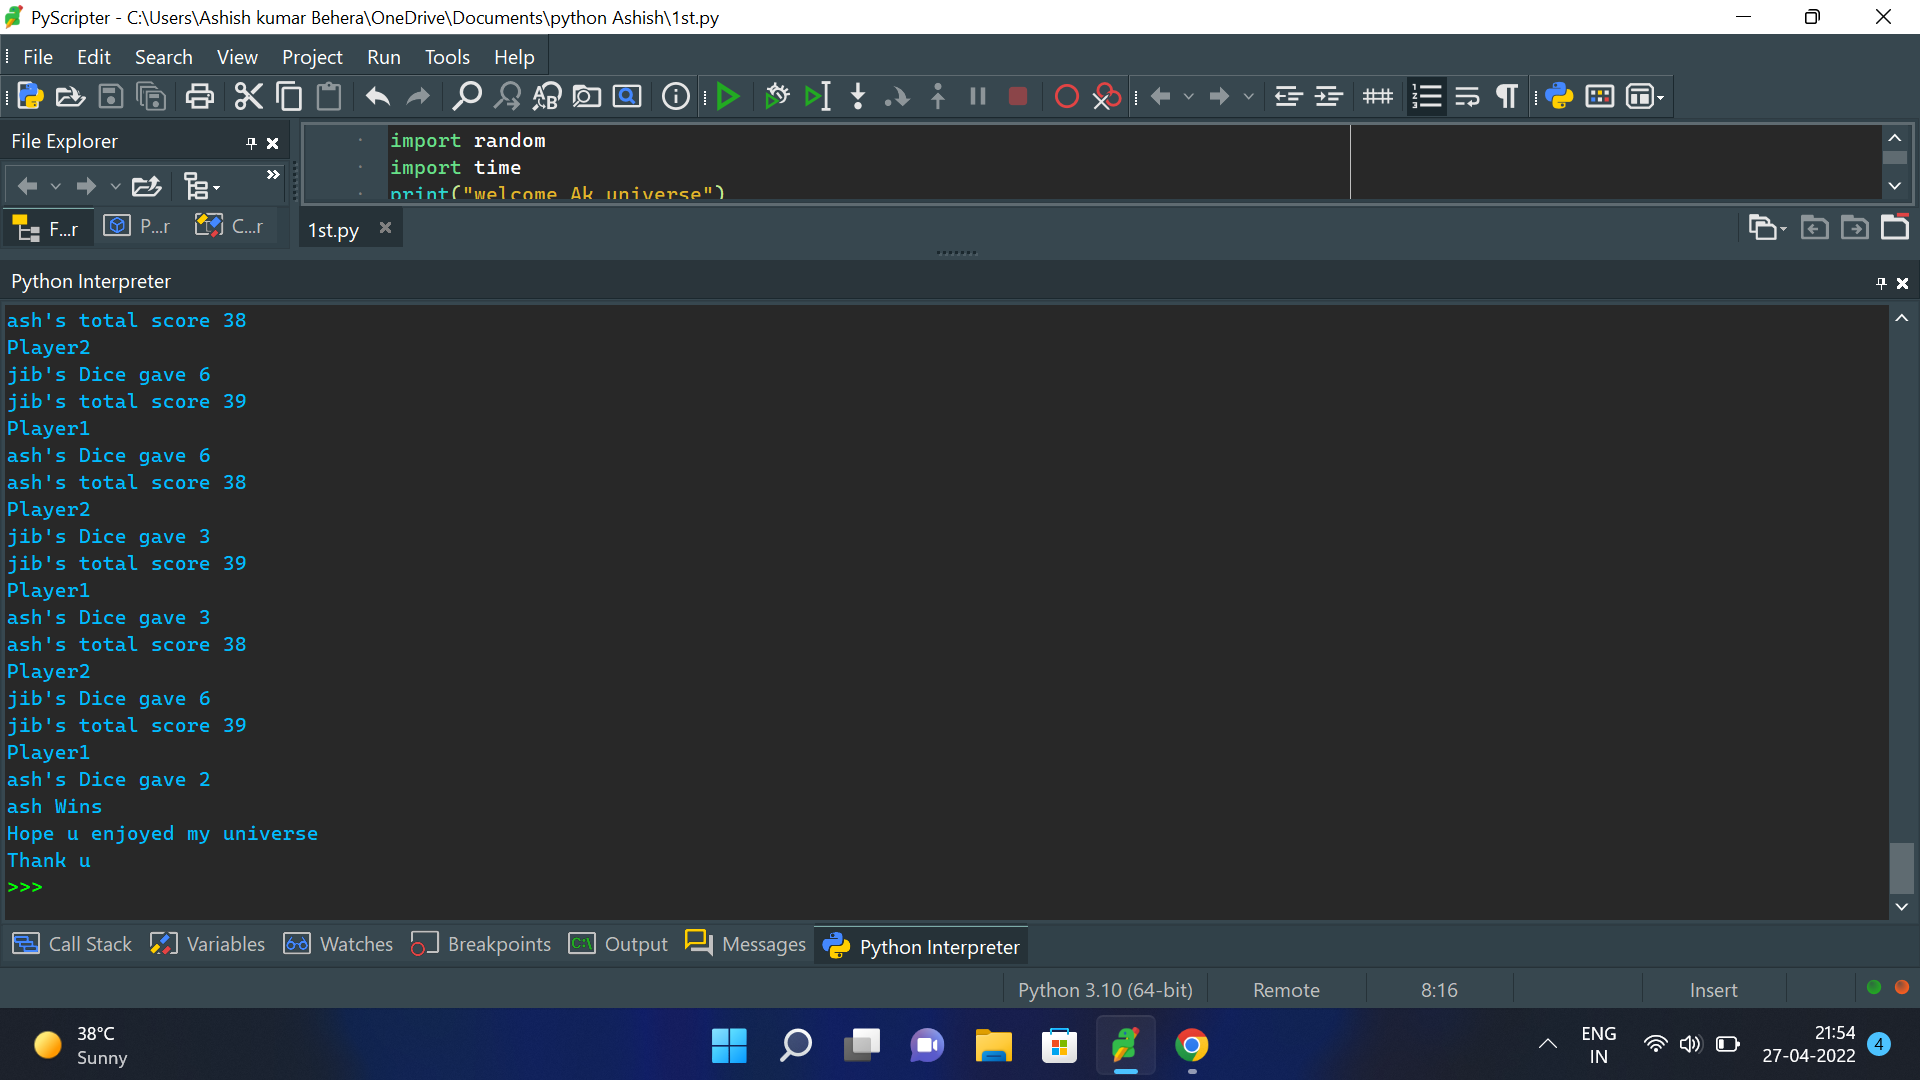 PyScripter - C:\Users\Ashish kumar Behera\OneDrive\Documents\python Ashish\1st.py
File Edit Search View Project Run Tools Help
File Explorer
import random
import time
print("welcome Ak universe")
F...r P...r C...r
1st.py
Python Interpreter
ash's total score 38
Player2
jib's Dice gave 6
jib's total score 39
Player1
ash's Dice gave 6
ash's total score 38
Player2
jib's Dice gave 3
jib's total score 39
Player1
ash's Dice gave 3
ash's total score 38
Player2
jib's Dice gave 6
jib's total score 39
Player1
ash's Dice gave 2
ash Wins
Hope u enjoyed my universe
Thank u
>>>
Call Stack Variables Watches Breakpoints Output Messages Python Interpreter
Python 3.10 (64-bit) Remote 8:16 Insert
38°C
Sunny
ENG
IN
21:54
27-04-2022
4